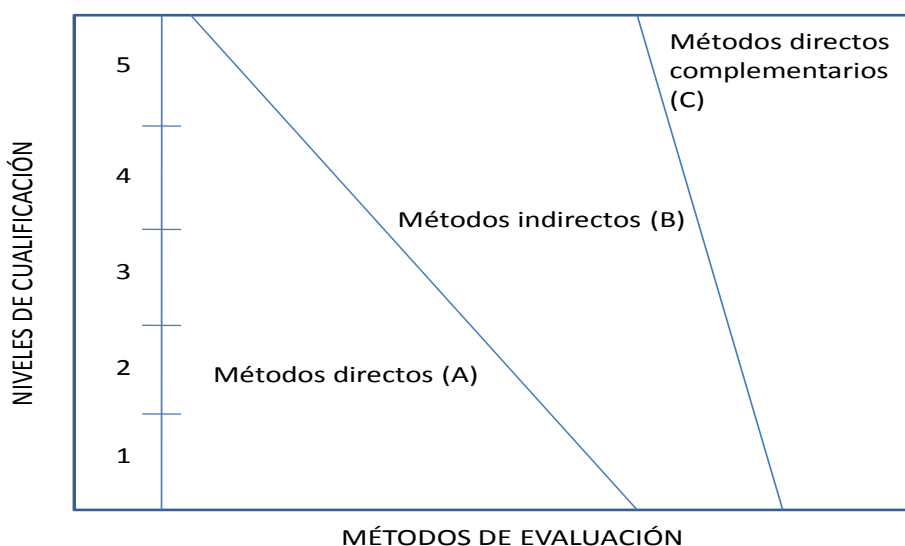 Métodos directos
complementarios
(C)
5
4
Métodos indirectos (B)
3
2
Métodos directos (A)
1
NIVELES DE CUALIFICACIÓN
MÉTODOS DE EVALUACIÓN